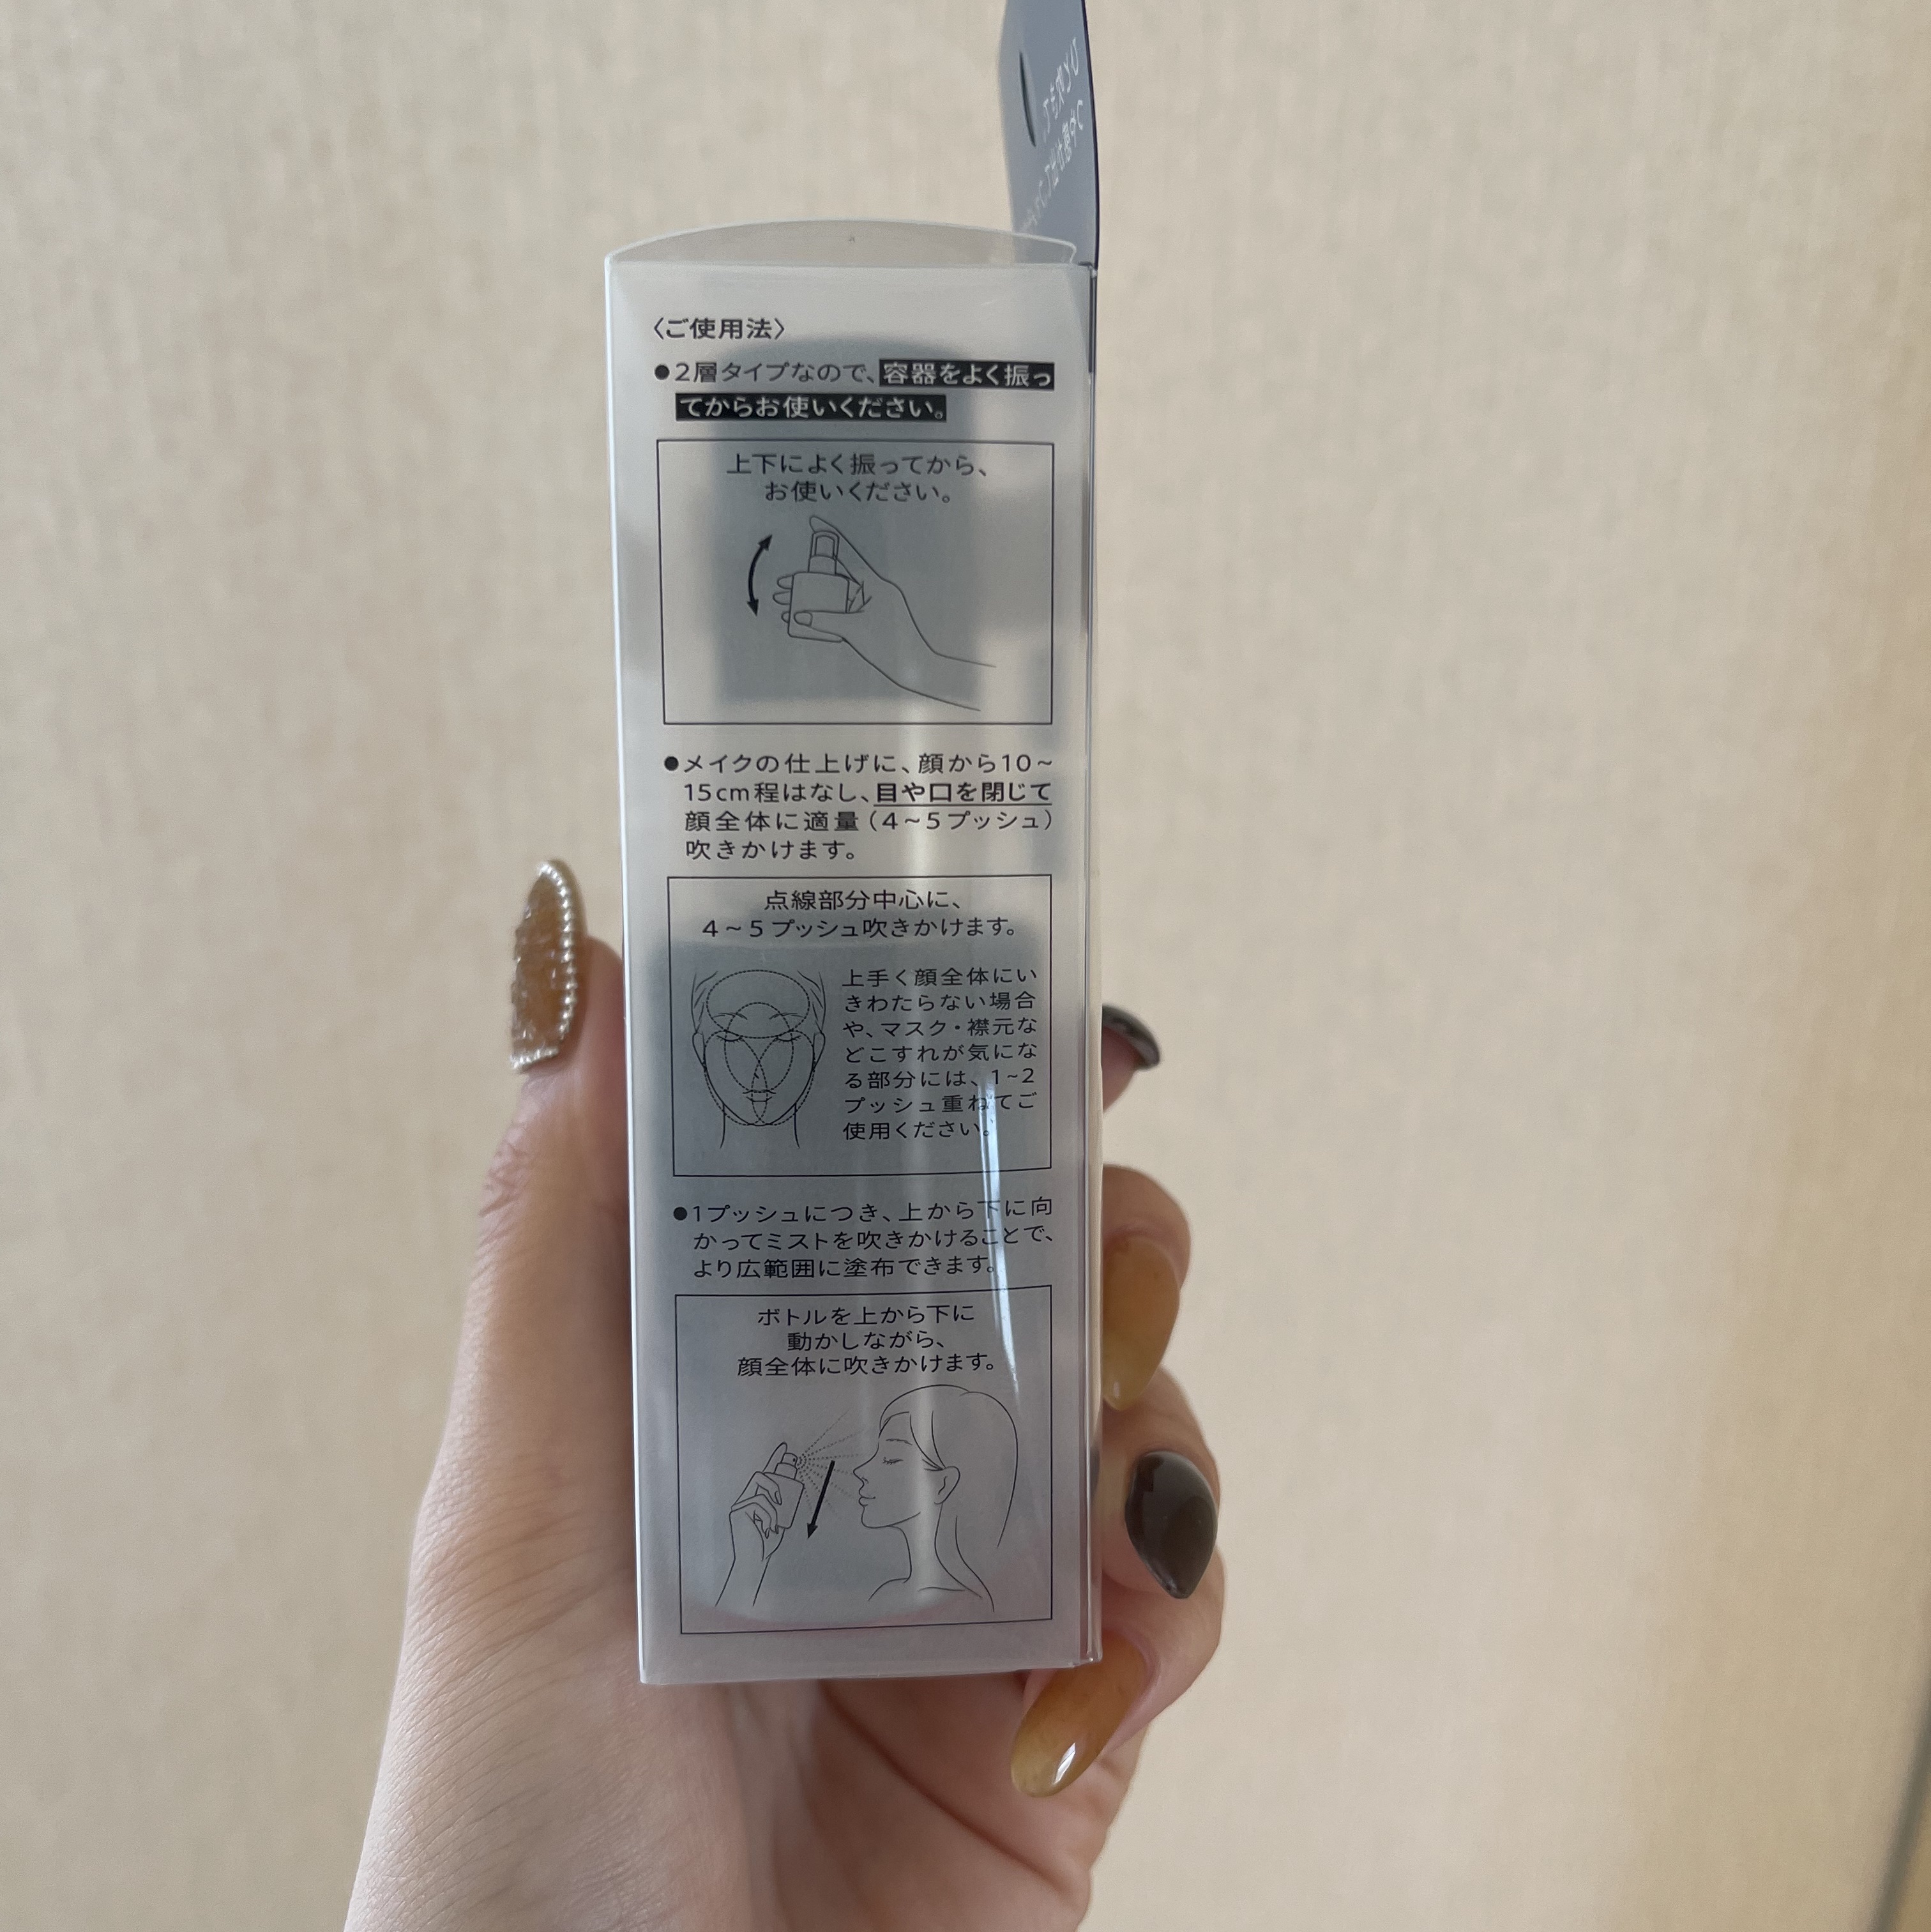 〈ご使用法〉
●2層タイプなので、容器をよく振っ
てからお使いください。
上下によく振ってから、
お使いください。
●メイクの仕上げに、顔から10~
15cm程はなし、目や口を閉じて
顔全体に適量(4~5プッシュ)
吹きかけます。
点線部分中心に、
4~5プッシュ吹きかけます。
上手く顔全体にい
きわたらない場合
や、マスク・襟元な
どこすれが気にな
る部分には、1~2
プッシュ重ねてご
使用ください。
●1プッシュにつき、上から下に向
かってミストを吹きかけることで、
より広範囲に塗布できます。
ボトルを上から下に
動かしながら、
顔全体に吹きかけます。